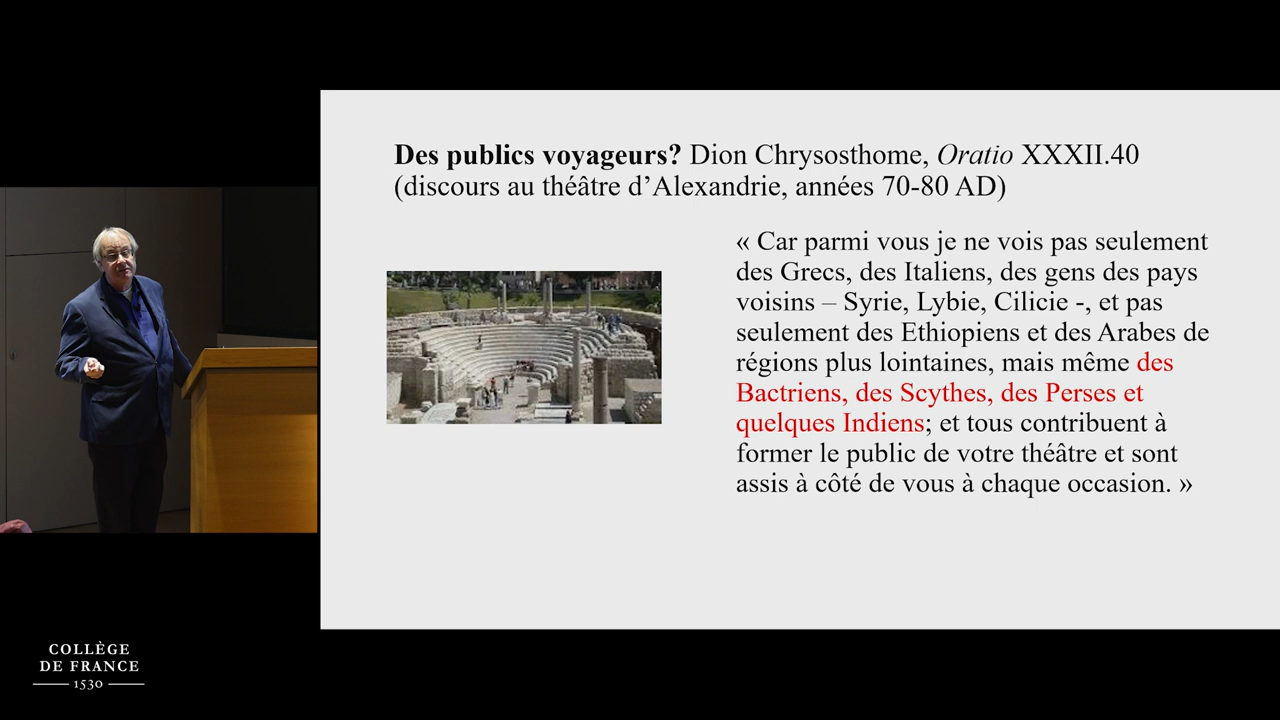 Des publics voyageurs? Dion Chrysosthome, Oratio XXXII.40
(discours au théâtre d’Alexandrie, années 70-80 AD)
« Car parmi vous je ne vois pas seulement
des Grecs, des Italiens, des gens des pays
voisins – Syrie, Lybie, Cilicie -, et pas
seulement des Ethiopiens et des Arabes de
régions plus lointaines, mais même des
Bactriens, des Scythes, des Perses et
quelques Indiens; et tous contribuent à
former le public de votre théâtre et sont
assis à côté de vous à chaque occasion. »
COLLÈGE
DE FRANCE
1530